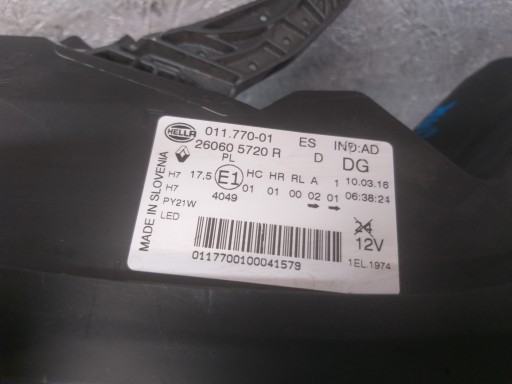 HELLA 011.770-01 ES IND:AD
26060 5720 R D DG
PL
H7 17,5 E1 HC HR RL A 1 10.03.16
H7 01 01 00 02 01 06:38:24
PY21W 4049
LED
24
12V
0117700100041579
1EL.1974
MADE IN SLOVENIA